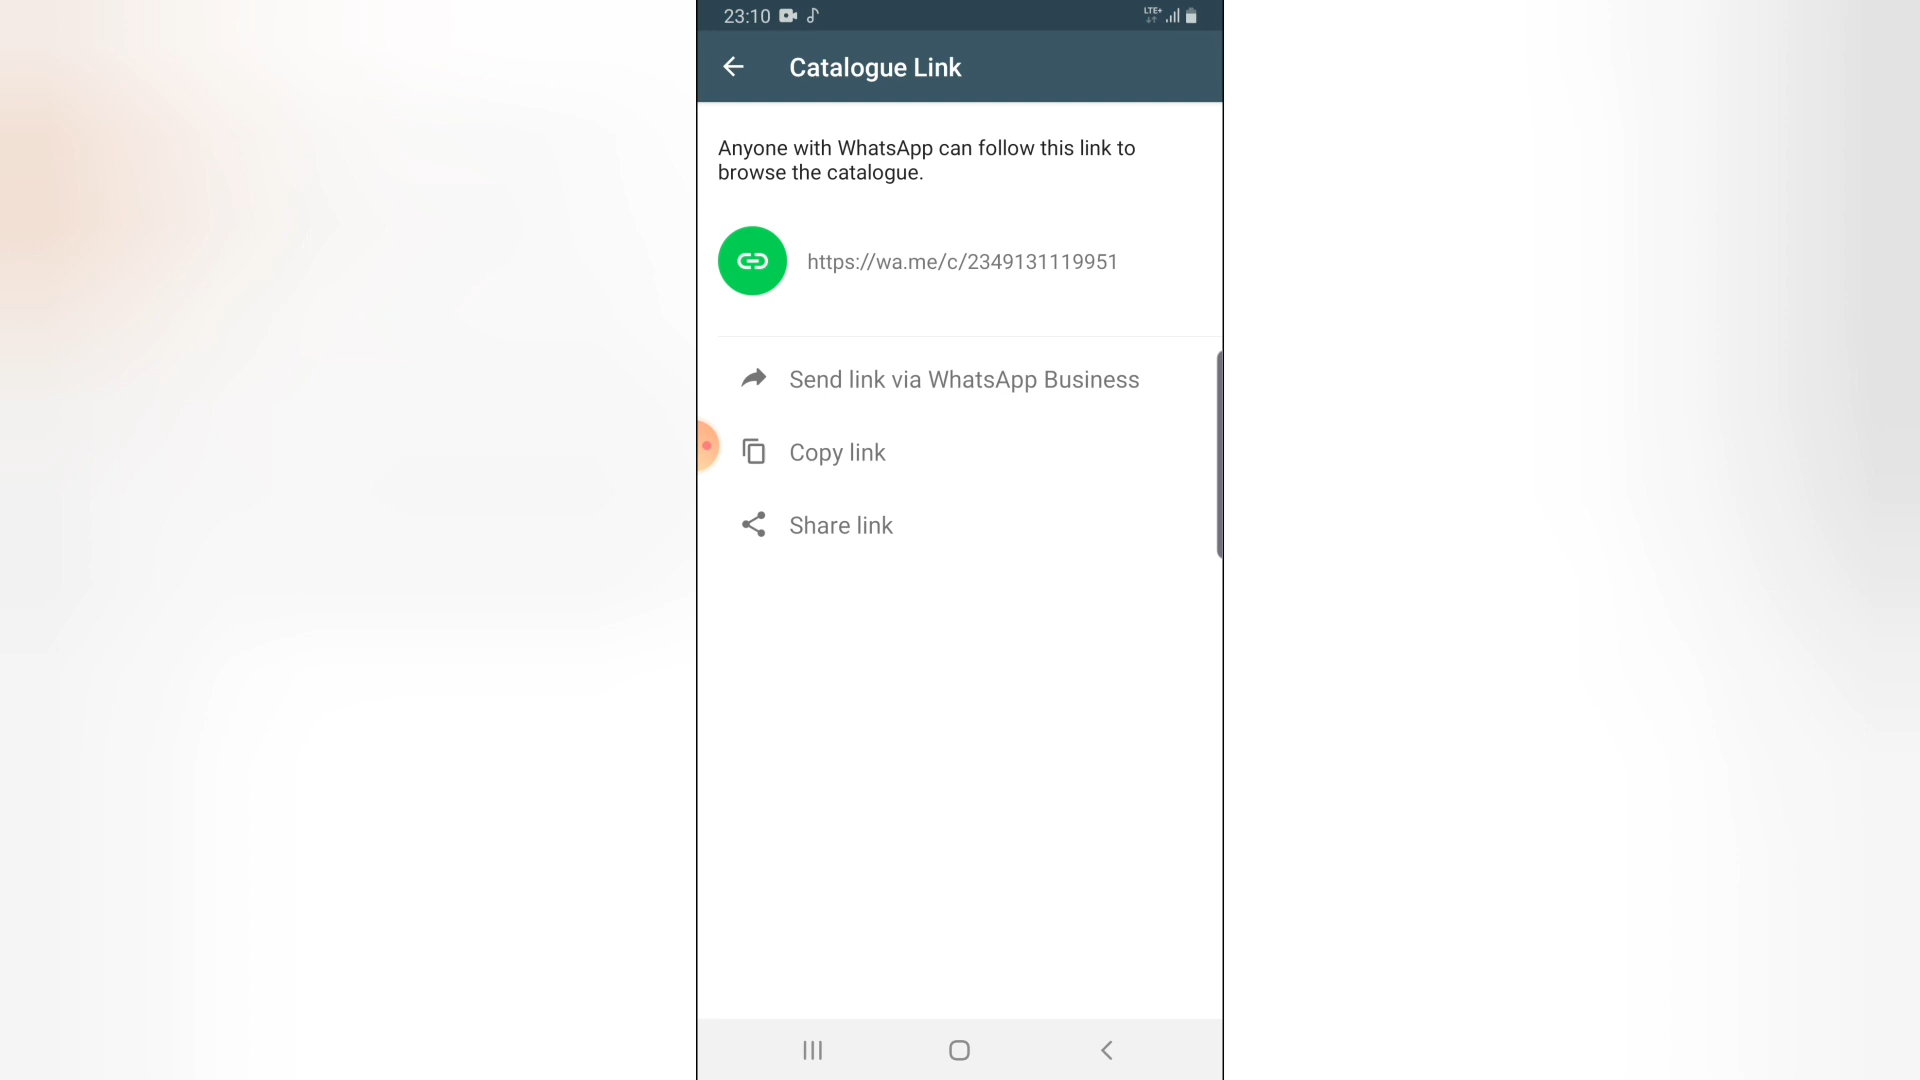 23:10
LTE+
Catalogue Link
Anyone with WhatsApp can follow this link to
browse the catalogue.
https://wa.me/c/2349131119951
Send link via WhatsApp Business
Copy link
Share link